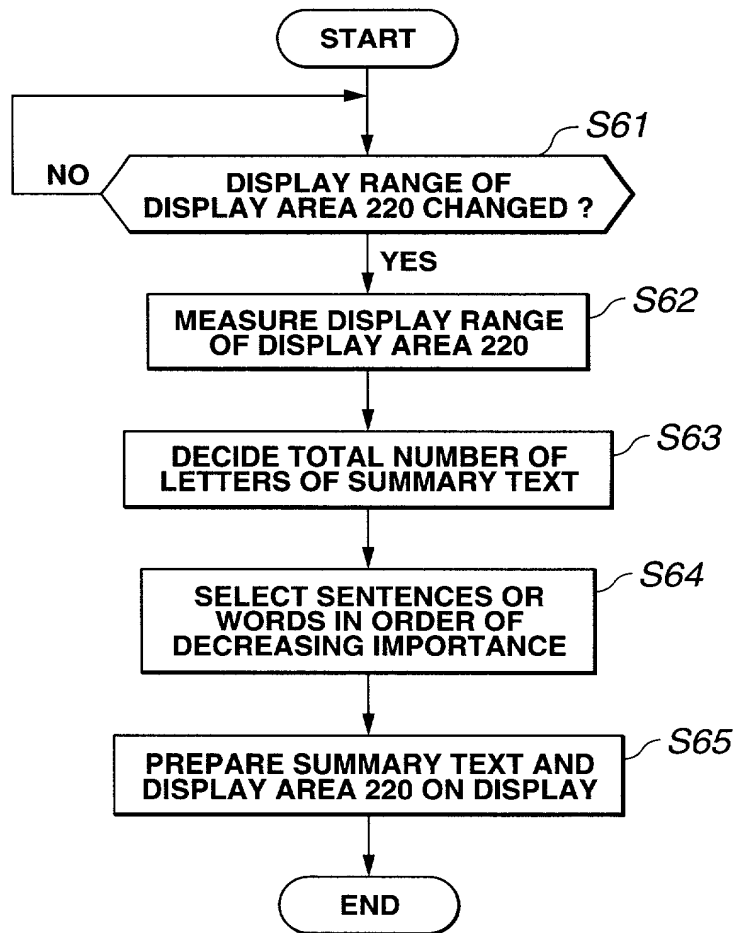 START
S61
NO
DISPLAY RANGE OF
DISPLAY AREA 220 CHANGED ?
YES
S62
MEASURE DISPLAY RANGE
OF DISPLAY AREA 220
S63
DECIDE TOTAL NUMBER OF
LETTERS OF SUMMARY TEXT
S64
SELECT SENTENCES OR
WORDS IN ORDER OF
DECREASING IMPORTANCE
S65
PREPARE SUMMARY TEXT AND
DISPLAY AREA 220 ON DISPLAY
END